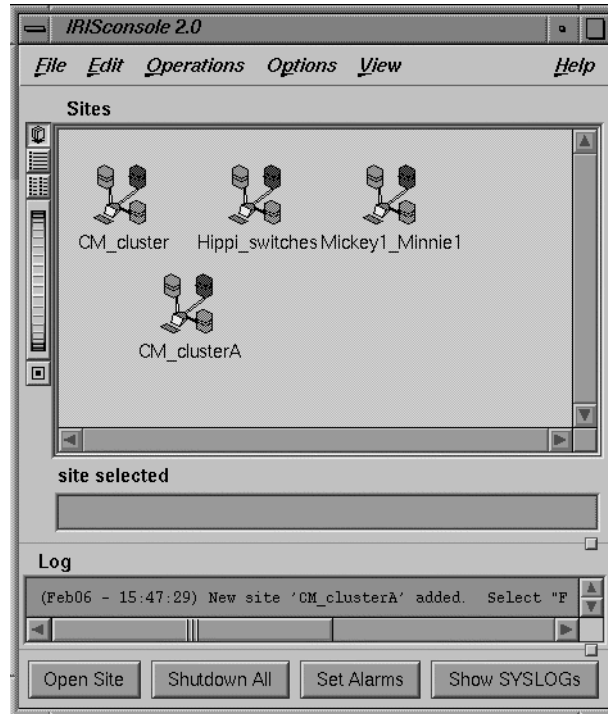 IRISconsole 2.0
File Edit Operations Options View Help
Sites
CM_cluster Hippi_switches Mickey1_Minnie1
CM_clusterA
site selected
Log
(Feb06 - 15:47:29) New site 'CM_clusterA' added. Select "F
Open Site Shutdown All Set Alarms Show SYSLOGs